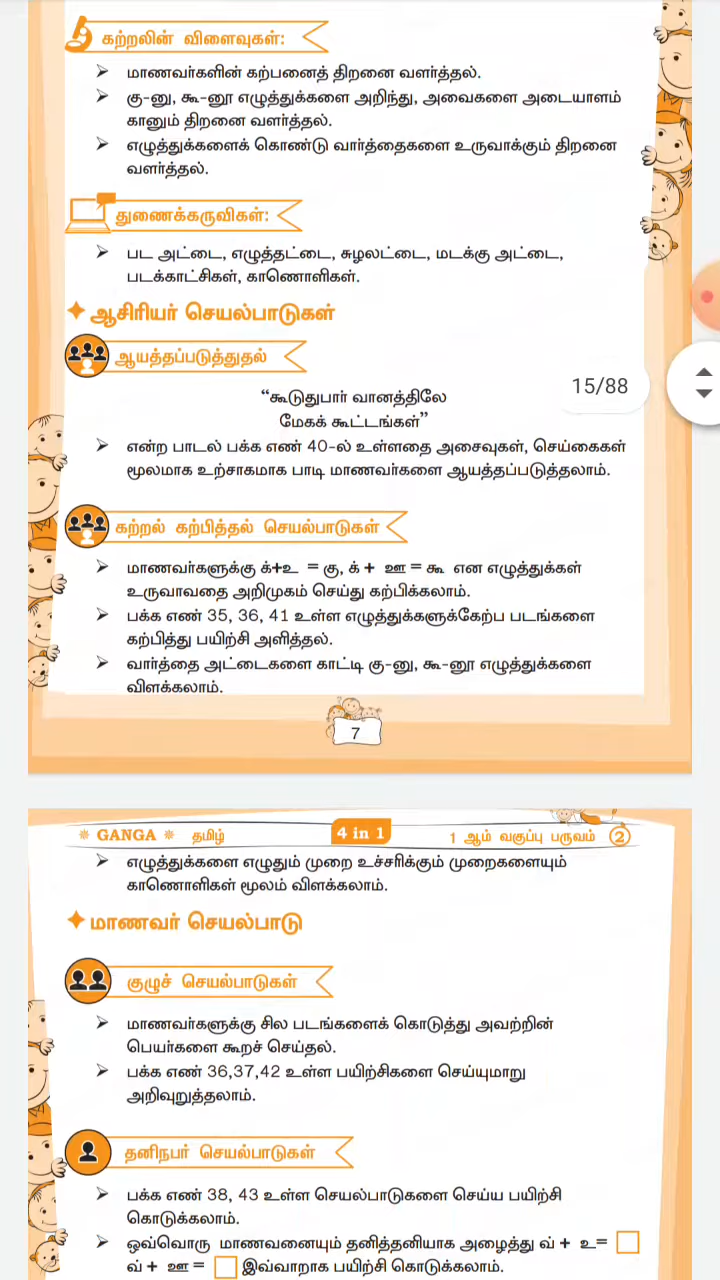 கற்றலின் விளைவுகள்:
மாணவர்களின் கற்பனைத் திறனை வளர்த்தல்.
கு-னு, கூ-னூ எழுத்துக்களை அறிந்து, அவைகளை அடையாளம்
கானும் திறனை வளர்த்தல்.
எழுத்துக்களைக் கொண்டு வார்த்தைகளை உருவாக்கும் திறனை
வளர்த்தல்.
துணைக்கருவிகள்:
பட அட்டை, எழுத்தட்டை, சுழலட்டை, மடக்கு அட்டை,
படக்காட்சிகள், காணொளிகள்.
ஆசிரியர் செயல்பாடுகள்
ஆயத்தப்படுத்துதல்
“கூடுதுபார் வானத்திலே
15/88
மேகக் கூட்டங்கள்”
என்ற பாடல் பக்க எண் 40-ல் உள்ளதை அசைவுகள், செய்கைகள்
மூலமாக உற்சாகமாக பாடி மாணவர்களை ஆயத்தப்படுத்தலாம்.
கற்றல் கற்பித்தல் செயல்பாடுகள்
மாணவர்களுக்கு க்+உ = கு, க் + ஊ = கூ என எழுத்துக்கள்
உருவாவதை அறிமுகம் செய்து கற்பிக்கலாம்.
பக்க எண் 35, 36, 41 உள்ள எழுத்துக்களுக்கேற்ப படங்களை
கற்பித்து பயிற்சி அளித்தல்.
வார்த்தை அட்டைகளை காட்டி கு-னு, கூ-னூ எழுத்துக்களை
விளக்கலாம்.
7
GANGA தமிழ் 4 in 1 1 ஆம் வகுப்பு பருவம் 2
எழுத்துக்களை எழுதும் முறை உச்சரிக்கும் முறைகளையும்
காணொளிகள் மூலம் விளக்கலாம்.
மாணவர் செயல்பாடு
குழுச் செயல்பாடுகள்
மாணவர்களுக்கு சில படங்களைக் கொடுத்து அவற்றின்
பெயர்களை கூறச் செய்தல்.
பக்க எண் 36,37,42 உள்ள பயிற்சிகளை செய்யுமாறு
அறிவுறுத்தலாம்.
தனிநபர் செயல்பாடுகள்
பக்க எண் 38, 43 உள்ள செயல்பாடுகளை செய்ய பயிற்சி
கொடுக்கலாம்.
ஒவ்வொரு மாணவனையும் தனித்தனியாக அழைத்து வ் + உ=
வ் + ஊ = இவ்வாறாக பயிற்சி கொடுக்கலாம்.